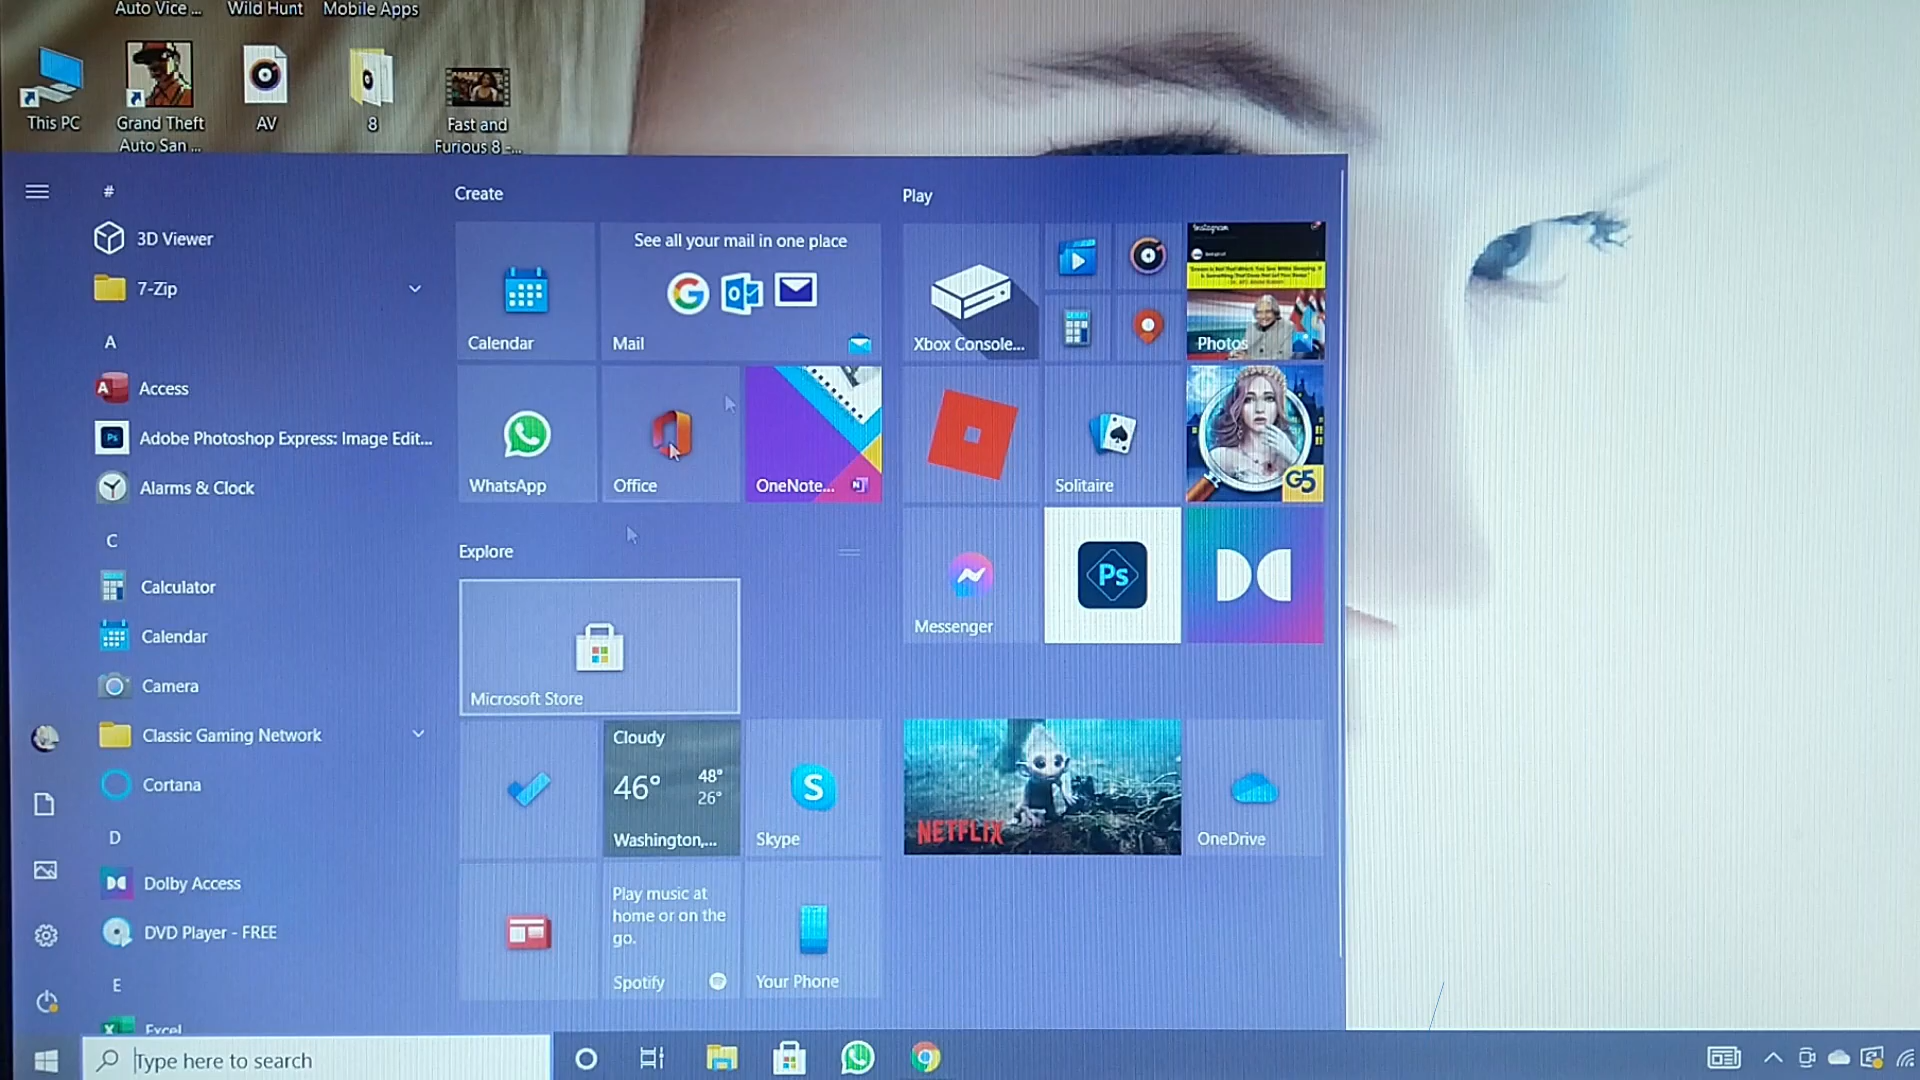 Auto Vice ...
Wild Hunt
Mobile Apps
This PC
Grand Theft
Auto San ...
AV
8
Fast and
Furious 8 -...
#
3D Viewer
7-Zip
A
Access
Adobe Photoshop Express: Image Edit...
Alarms & Clock
C
Calculator
Calendar
Camera
Classic Gaming Network
Cortana
D
Dolby Access
DVD Player - FREE
E
Excel
Create
Calendar
See all your mail in one place
Mail
WhatsApp
Office
OneNote...
Explore
Microsoft Store
Cloudy
46°
48°
26°
Washington,...
Skype
Play music at
home or on the
go.
Spotify
Your Phone
Play
Xbox Console...
Instagram
Photos
Solitaire
G5
Messenger
Ps
NETFLIX
OneDrive
Type here to search